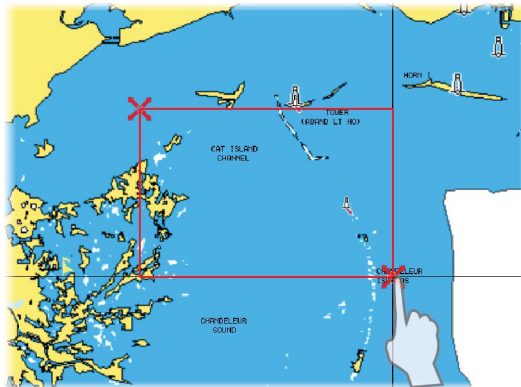 HORN I
TOWER
(ABAND LT HO)
CAT ISLAND
CHANNEL
CHANDELEUR
CHANDELEUR
SOUND